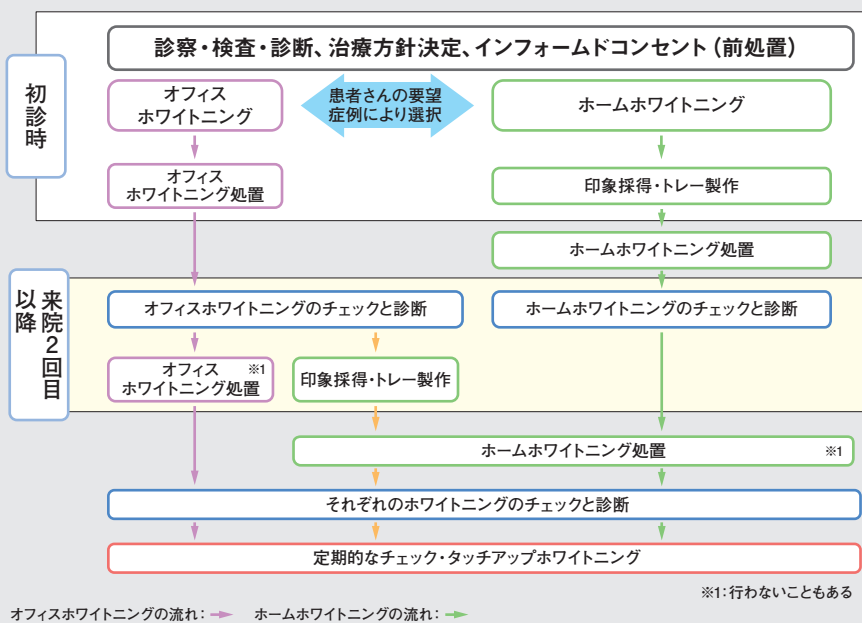 診察・検査・診断、治療方針決定、インフォームドコンセント(前処置)
初診時
オフィス
ホワイトニング
患者さんの要望
症例により選択
ホームホワイトニング
オフィス
ホワイトニング処置
印象採得・トレー製作
ホームホワイトニング処置
来院2回目
以降
オフィスホワイトニングのチェックと診断
ホームホワイトニングのチェックと診断
オフィス ※1
ホワイトニング処置
印象採得・トレー製作
ホームホワイトニング処置 ※1
それぞれのホワイトニングのチェックと診断
定期的なチェック・タッチアップホワイトニング
※1:行わないこともある
オフィスホワイトニングの流れ: ホームホワイトニングの流れ: